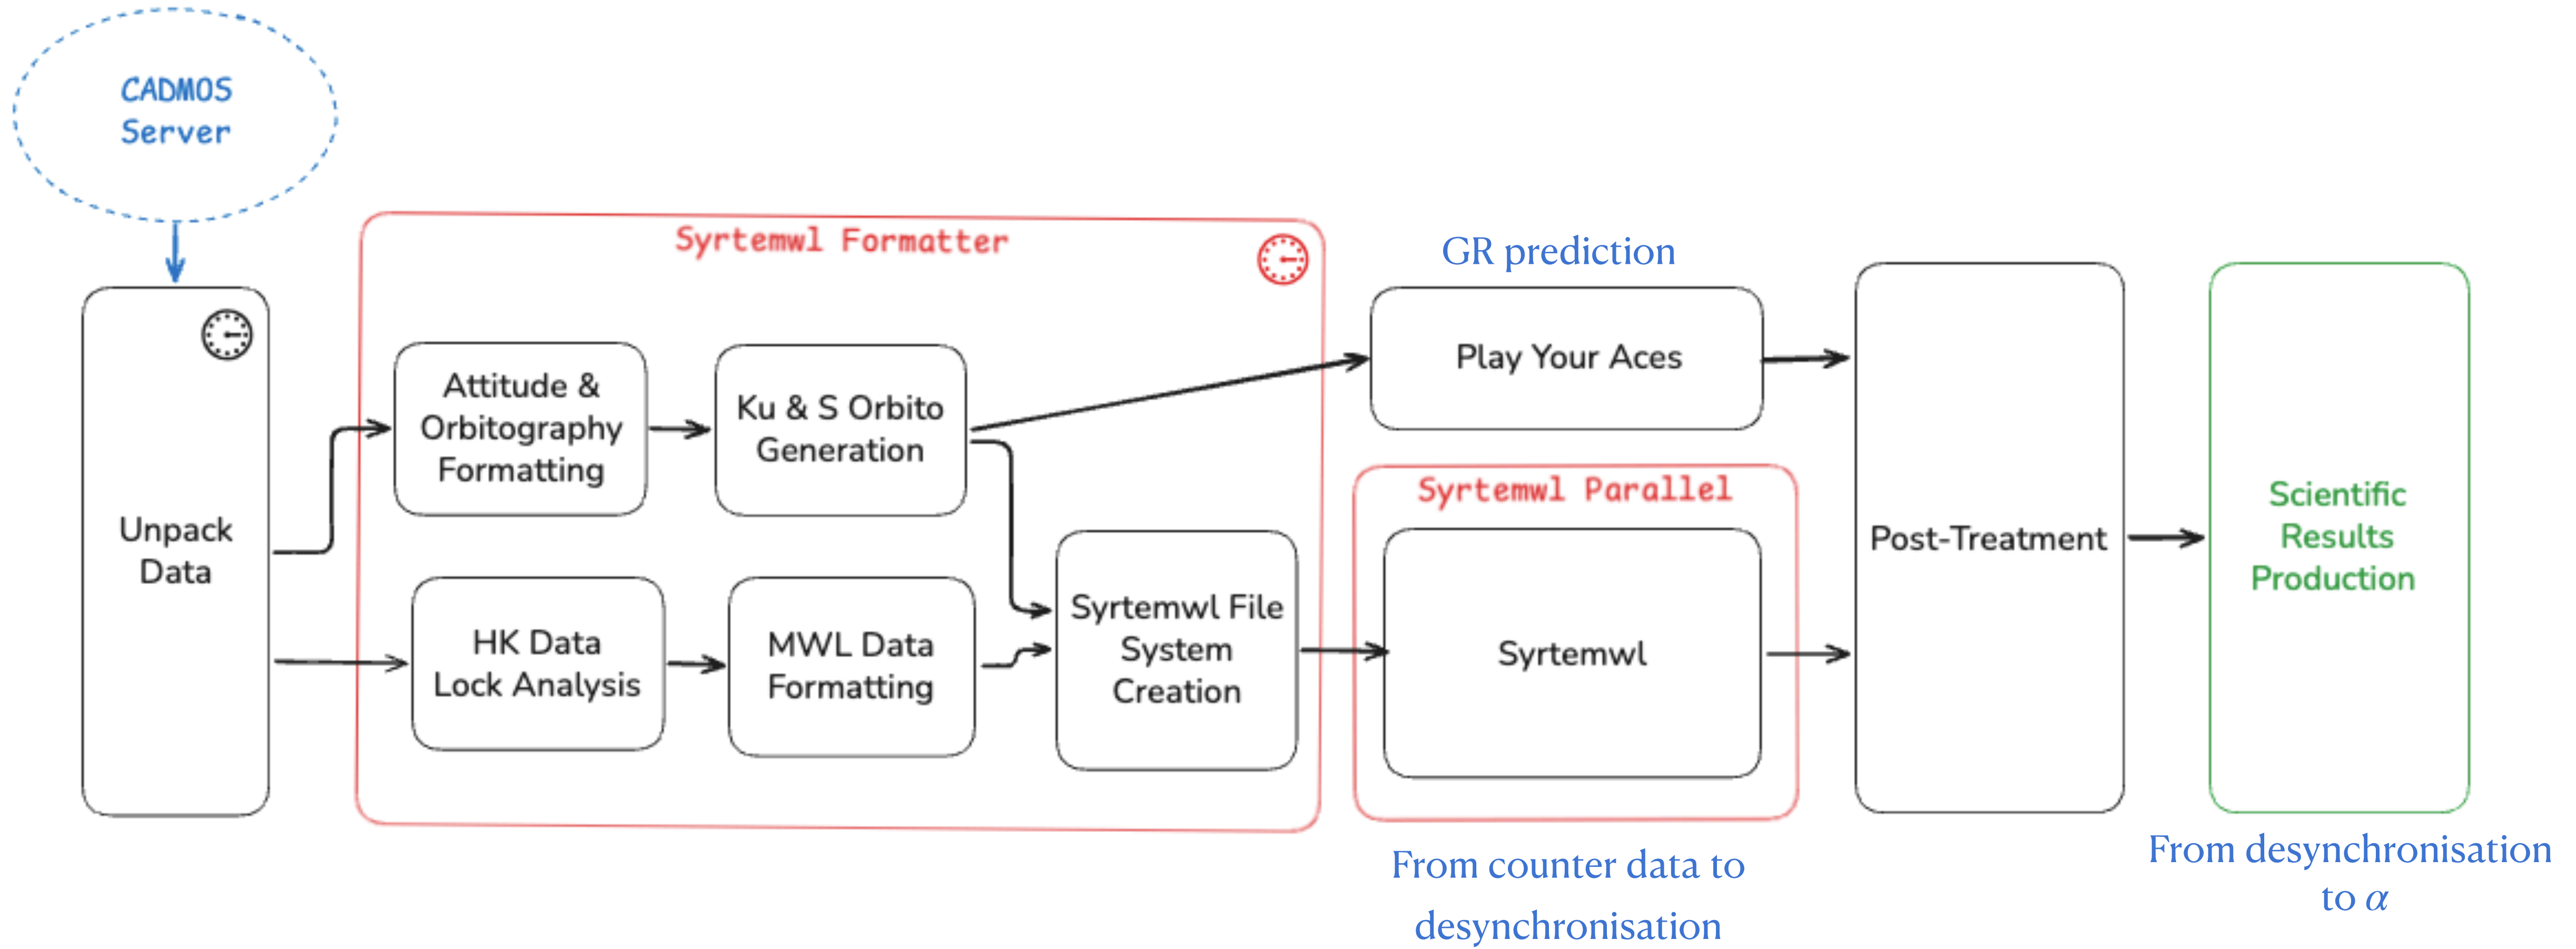 CADMOS
Server
Unpack
Data
Syrtemwl Formatter
Attitude &
Orbitography
Formatting
Ku & S Orbito
Generation
HK Data
Lock Analysis
MWL Data
Formatting
Syrtemwl File
System
Creation
GR prediction
Play Your Aces
Syrtemwl Parallel
Syrtemwl
From counter data to
desynchronisation
Post-Treatment
Scientific
Results
Production
From desynchronisation
to α